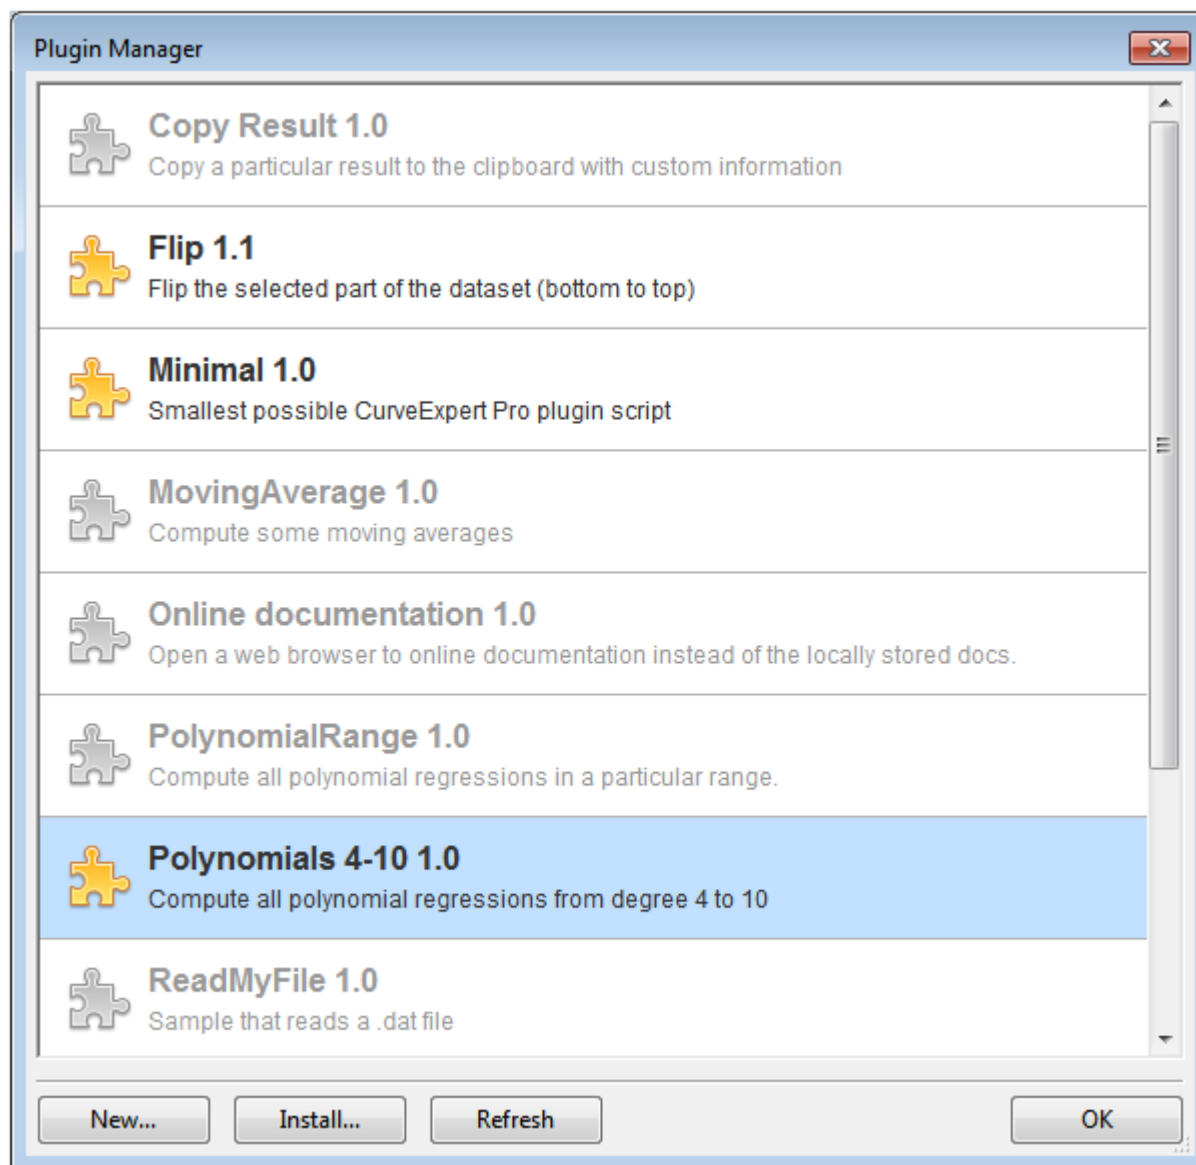 Plugin Manager
Copy Result 1.0
Copy a particular result to the clipboard with custom information
Flip 1.1
Flip the selected part of the dataset (bottom to top)
Minimal 1.0
Smallest possible CurveExpert Pro plugin script
MovingAverage 1.0
Compute some moving averages
Online documentation 1.0
Open a web browser to online documentation instead of the locally stored docs.
PolynomialRange 1.0
Compute all polynomial regressions in a particular range.
Polynomials 4-10 1.0
Compute all polynomial regressions from degree 4 to 10
ReadMyFile 1.0
Sample that reads a .dat file
New... Install... Refresh OK